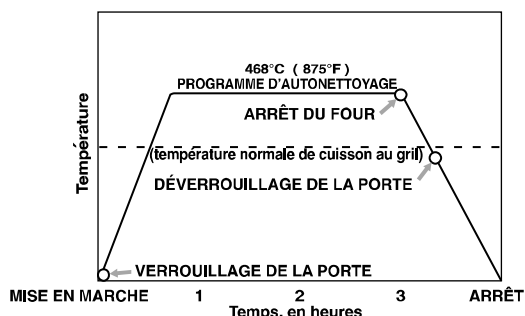 468°C ( 875°F )
PROGRAMME D'AUTONETTOYAGE
ARRÊT DU FOUR
(température normale de cuisson au gril)
DÉVERROUILLAGE DE LA PORTE
VERROUILLAGE DE LA PORTE
Température
MISE EN MARCHE 1 2 3 ARRÊT
Temps, en heures